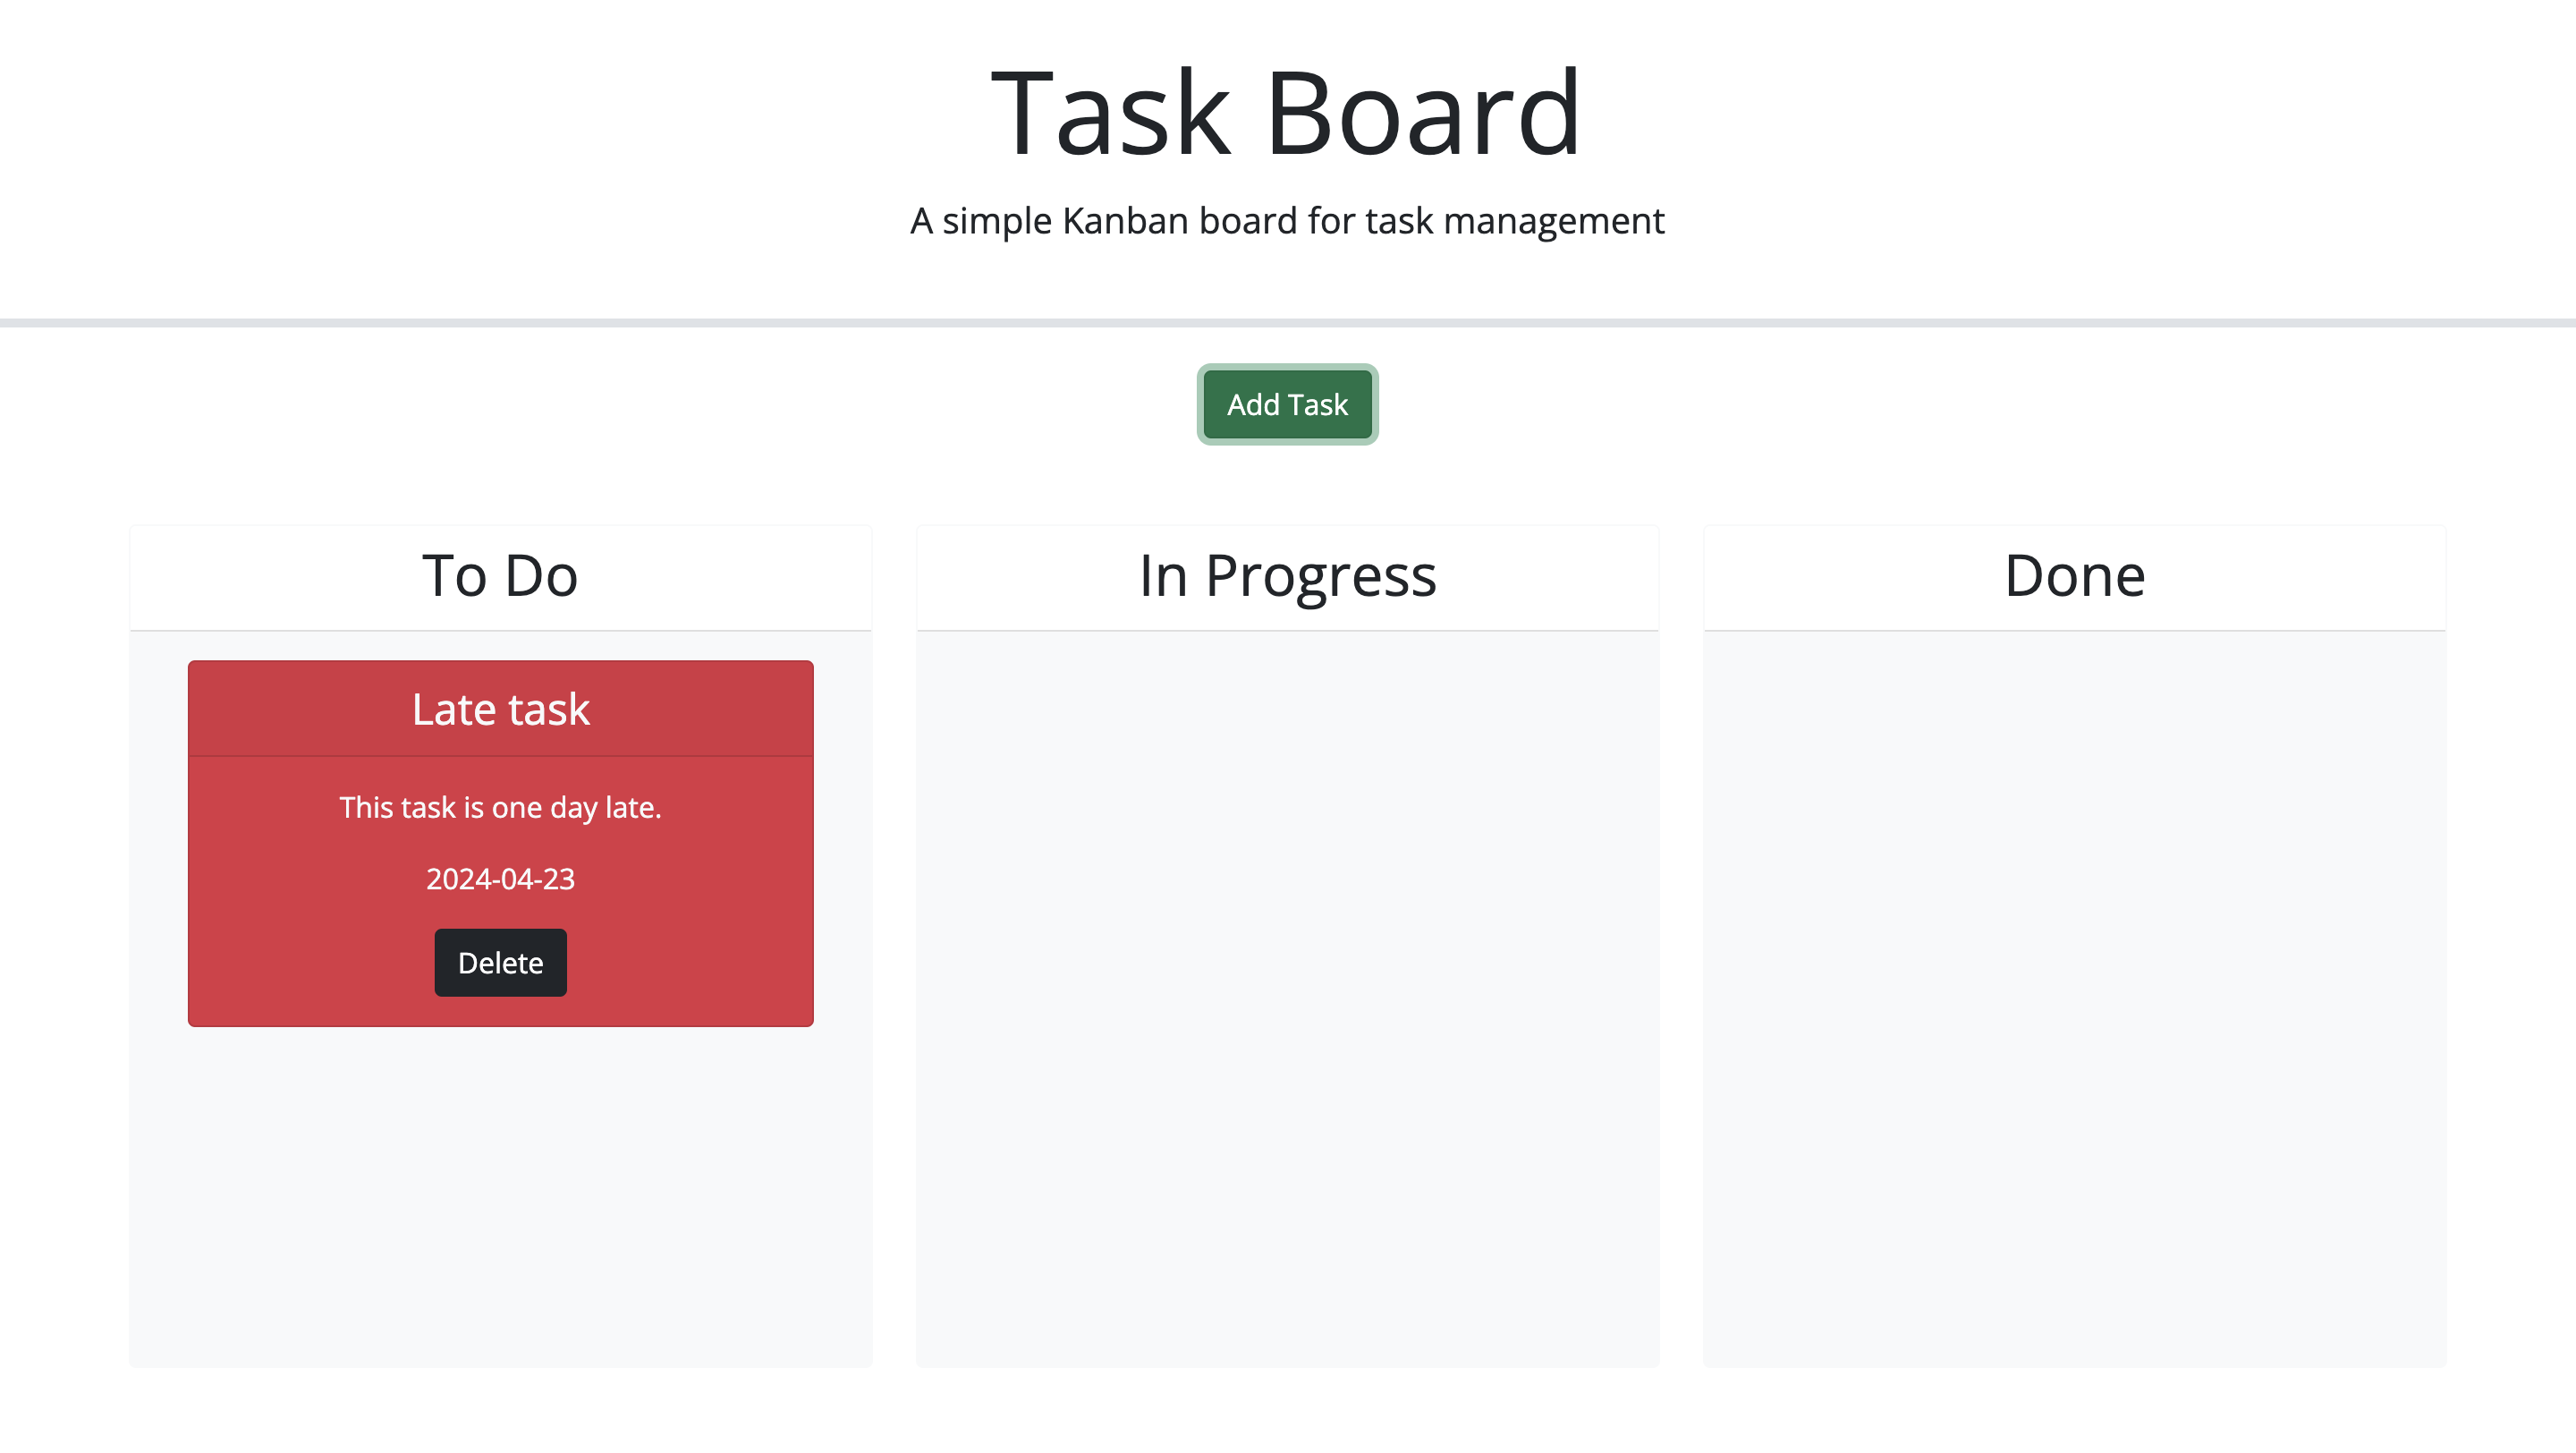 Task Board
A simple Kanban board for task management
Add Task
To Do
In Progress
Done
Late task
This task is one day late.
2024-04-23
Delete